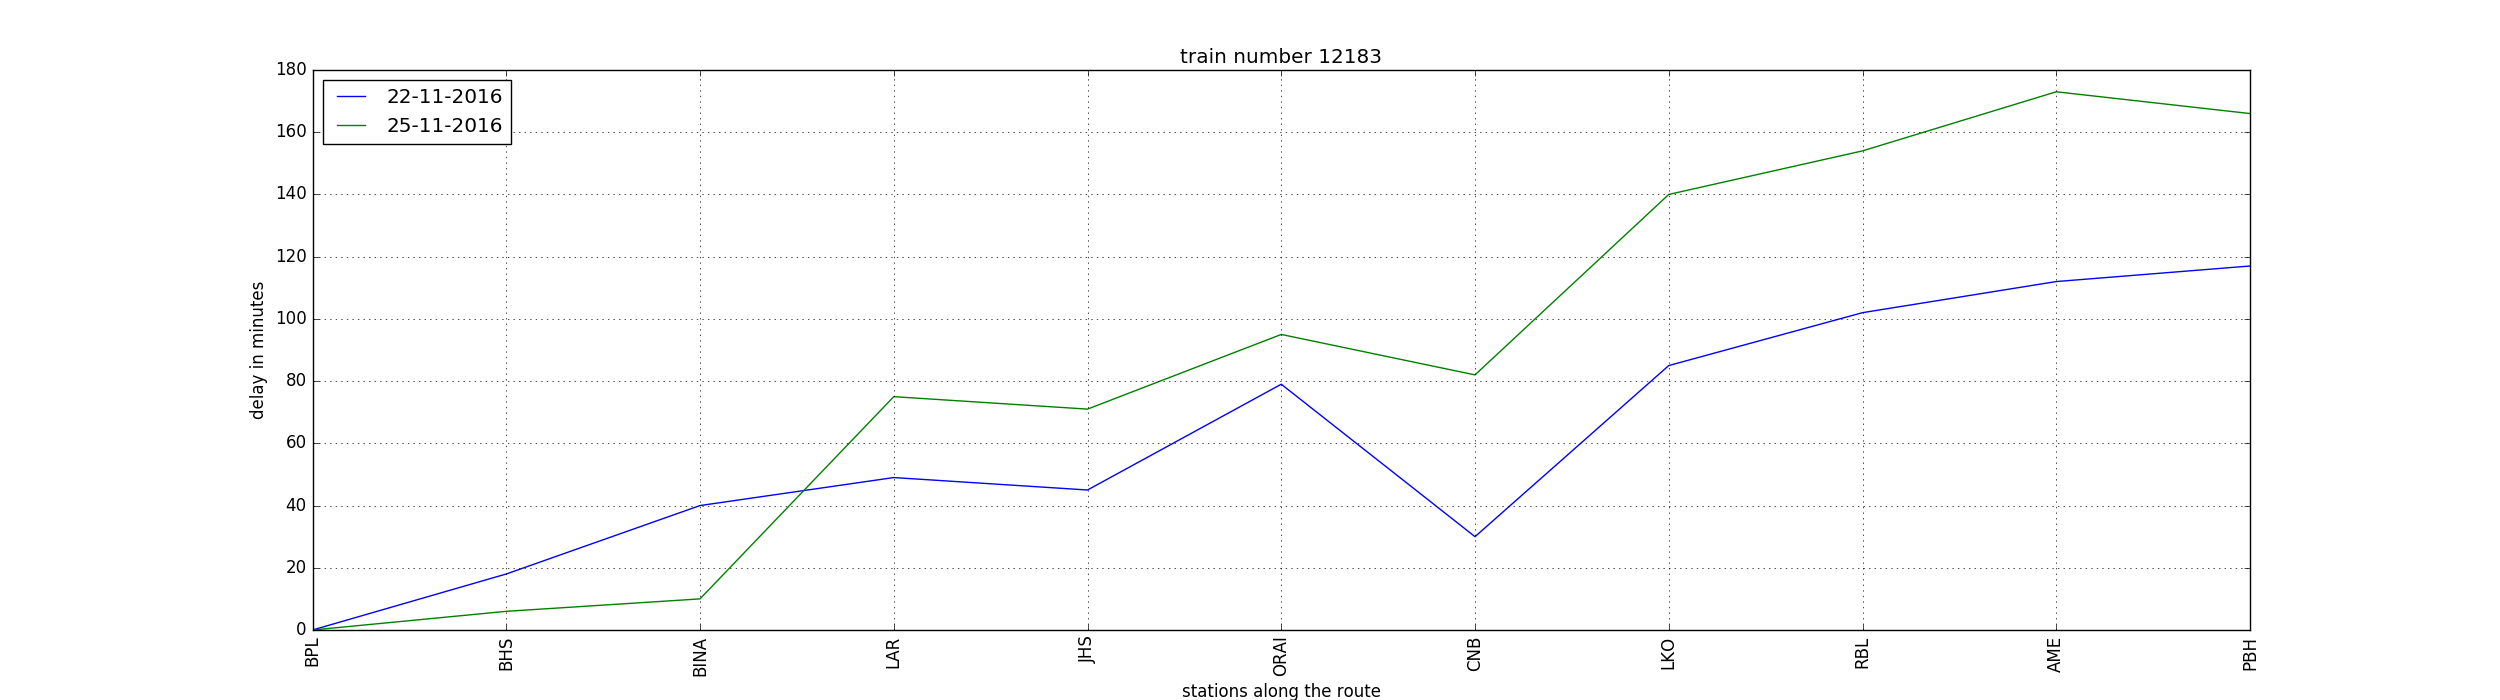 train number 12183
22-11-2016
25-11-2016
180
160
140
120
100
80
60
40
20
0
delay in minutes
BPL
BHS
BINA
LAR
JHS
ORAI
CNB
LKO
RBL
AME
PBH
stations along the route